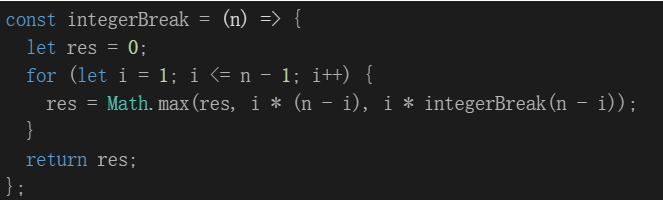 const integerBreak = (n) => {
  let res = 0;
  for (let i = 1; i <= n - 1; i++) {
    res = Math.max(res, i * (n - i), i * integerBreak(n - i));
  }
  return res;
};